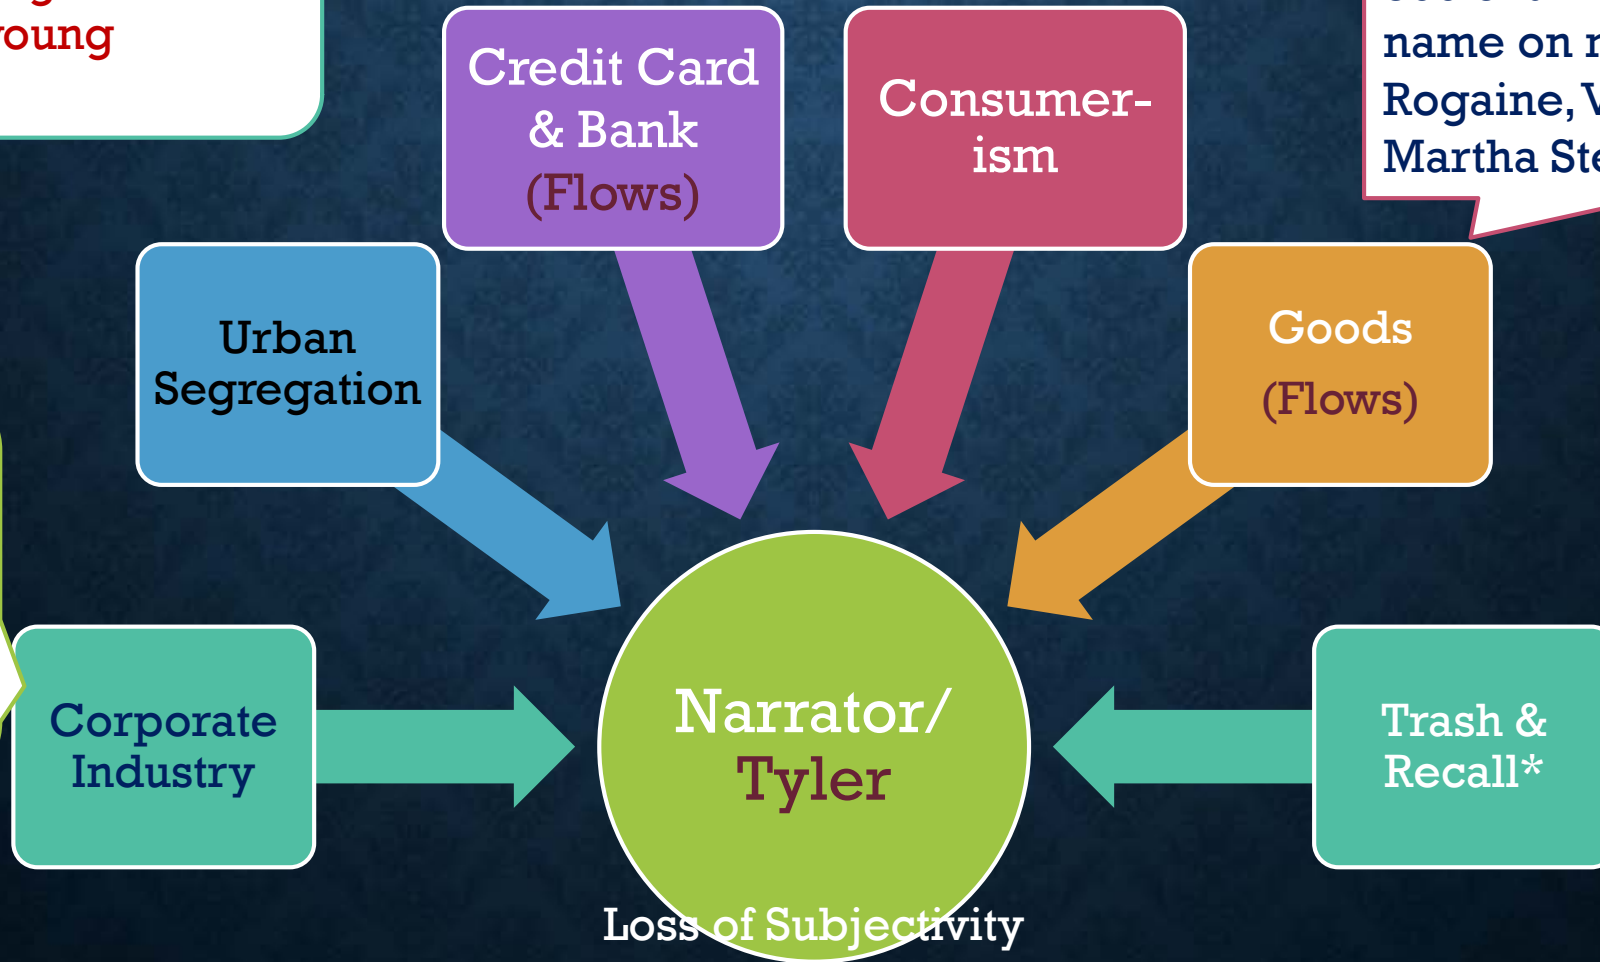 young
Credit Card
& Bank
(Flows)
Consumer-
ism
name on
Rogaine,
Martha
Urban
Segregation
Goods
(Flows)
Corporate
Industry
Narrator/
Tyler
Trash &
Recall*
Loss of Subjectivity